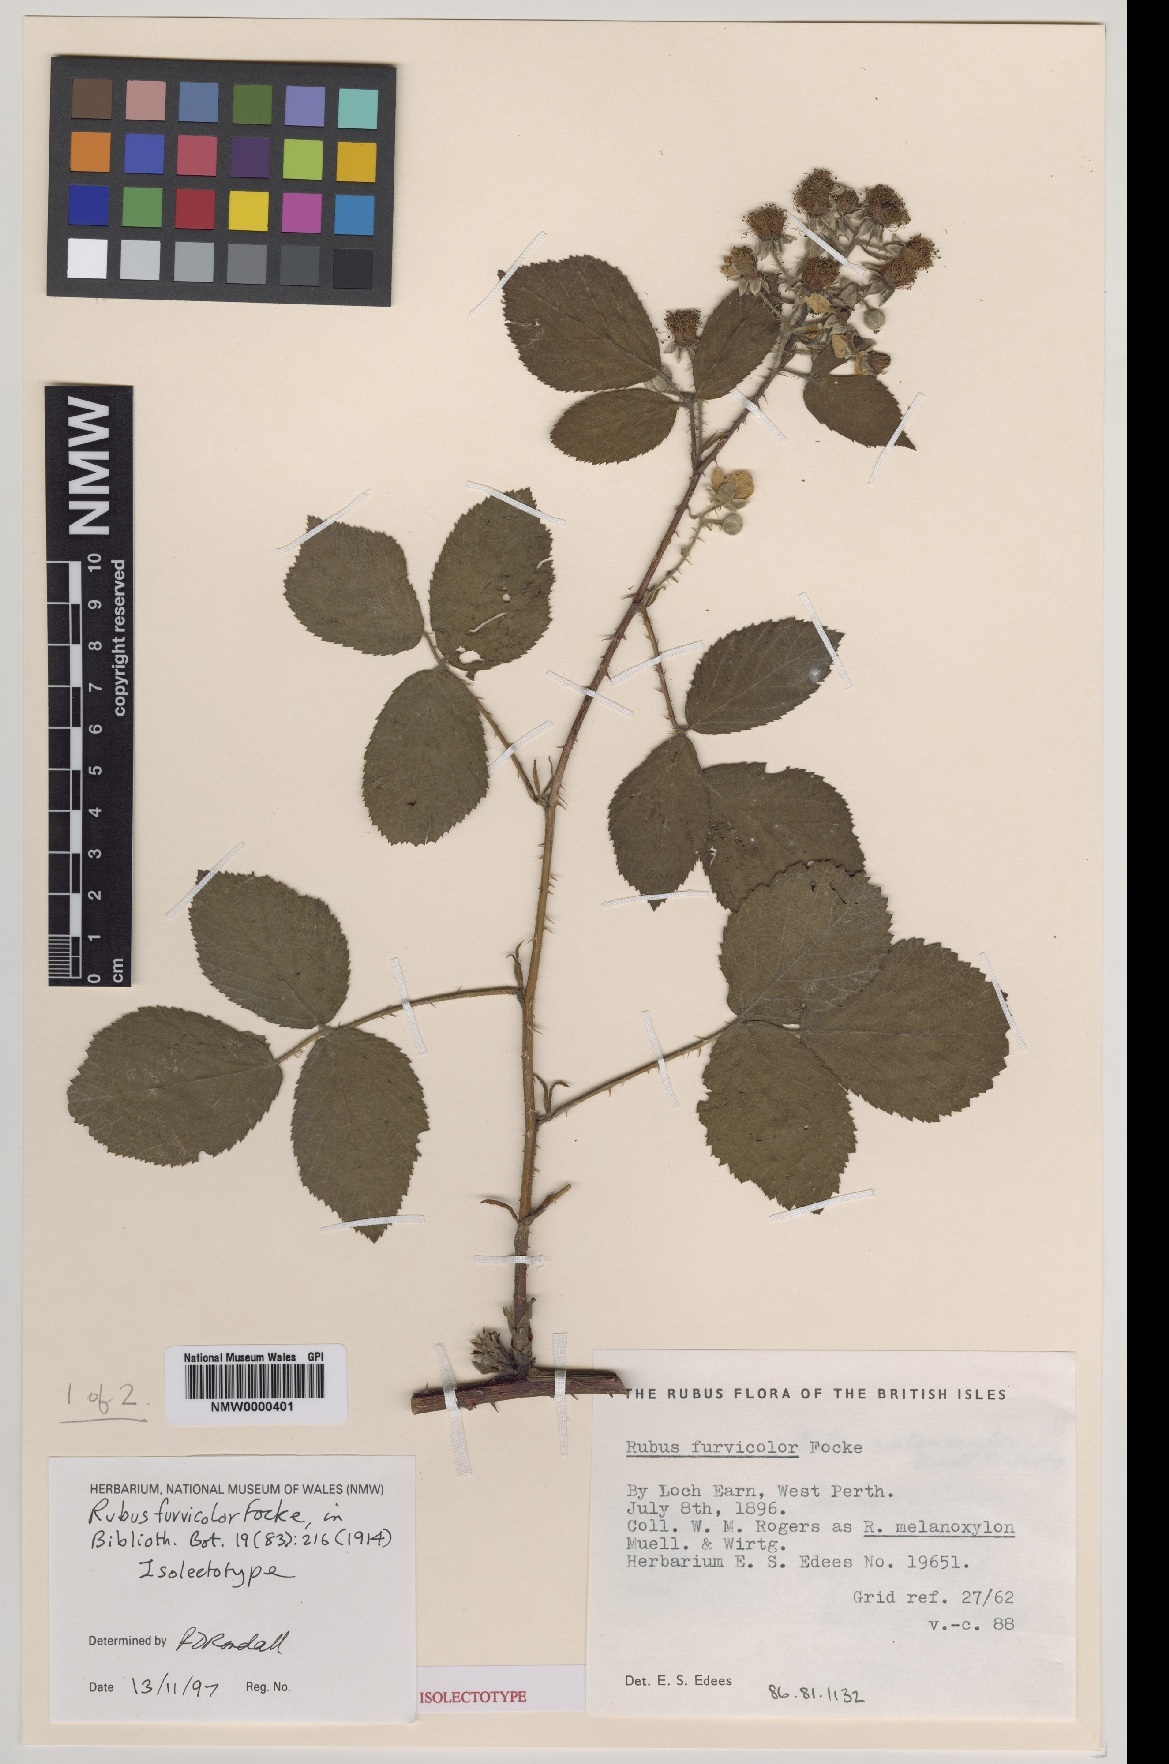 NMW
10
9
8
7
6
5
4
3
2
1
0
cm
copyright reserved
National Museum Wales GPI
NMW0000401
1 of 2.
HERBARIUM, NATIONAL MUSEUM OF WALES (NMW)
Rubus furvicolor Focke, in
Biblioth. Bot. 19(83): 216 (1914)
Isolectotype
Determined by R D Randall
Date 13/11/97 Reg. No.
ISOLECTOTYPE
THE RUBUS FLORA OF THE BRITISH ISLES
Rubus furvicolor Focke
By Loch Earn, West Perth.
July 8th, 1896.
Coll. W. M. Rogers as R. melanoxylon
Muell. & Wirtg.
Herbarium E. S. Edees No. 19651.
Grid ref. 27/62
v.-c. 88
Det. E. S. Edees
86.81.1132